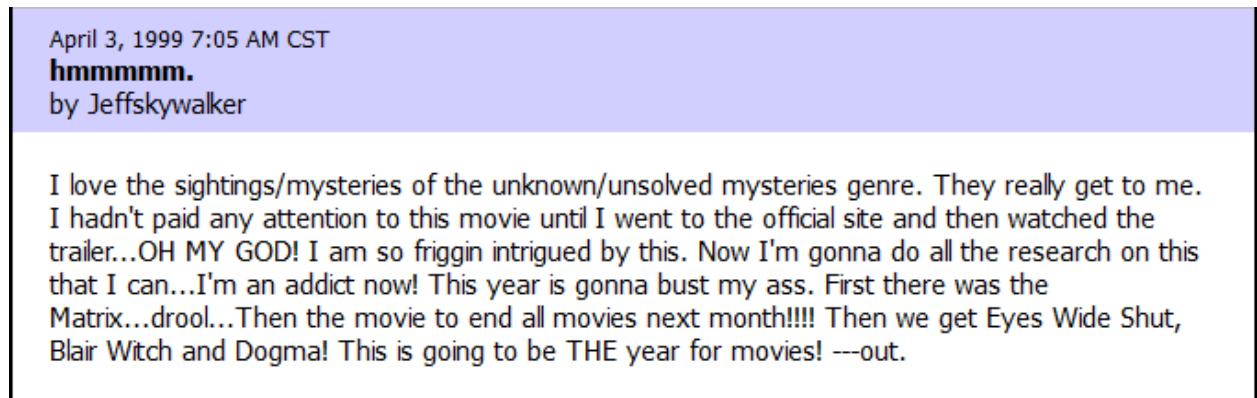 April 3, 1999 7:05 AM CST
hmmmmm.
by Jeffskywalker
I love the sightings/mysteries of the unknown/unsolved mysteries genre. They really get to me.
I hadn't paid any attention to this movie until I went to the official site and then watched the
trailer...OH MY GOD! I am so friggin intrigued by this. Now I'm gonna do all the research on this
that I can...I'm an addict now! This year is gonna bust my ass. First there was the
Matrix...drool...Then the movie to end all movies next month!!!! Then we get Eyes Wide Shut,
Blair Witch and Dogma! This is going to be THE year for movies! ---out.